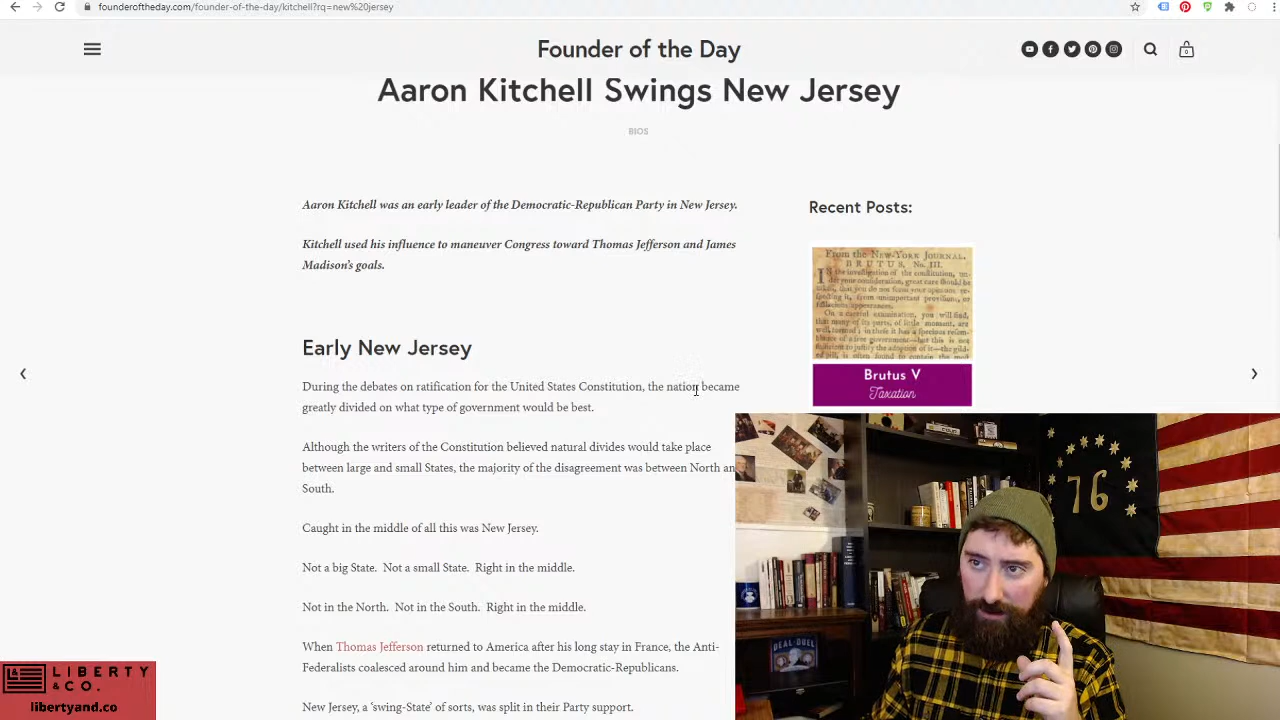 founderoftheday.com/founder-of-the-day/kitchell?rq=new%20jersey
Founder of the Day
0
Aaron Kitchell Swings New Jersey
BIOS
Aaron Kitchell was an early leader of the Democratic-Republican Party in New Jersey.
Kitchell used his influence to maneuver Congress toward Thomas Jefferson and James
Madison's goals.
Early New Jersey
During the debates on ratification for the United States Constitution, the nation became
greatly divided on what type of government would be best.
Although the writers of the Constitution believed natural divides would take place
between large and small States, the majority of the disagreement was between North an
South.
Caught in the middle of all this was New Jersey.
Not a big State.  Not a small State.  Right in the middle.
Not in the North.  Not in the South.  Right in the middle.
When Thomas Jefferson returned to America after his long stay in France, the Anti-
Federalists coalesced around him and became the Democratic-Republicans.
New Jersey, a 'swing-State' of sorts, was split in their Party support.
Recent Posts:
From the NEW-YORK JOURNAL.
BRUTUS, No. III.
Brutus V
Taxation
76
DEAL-DUEL
LIBERTY
& CO.
libertyand.co